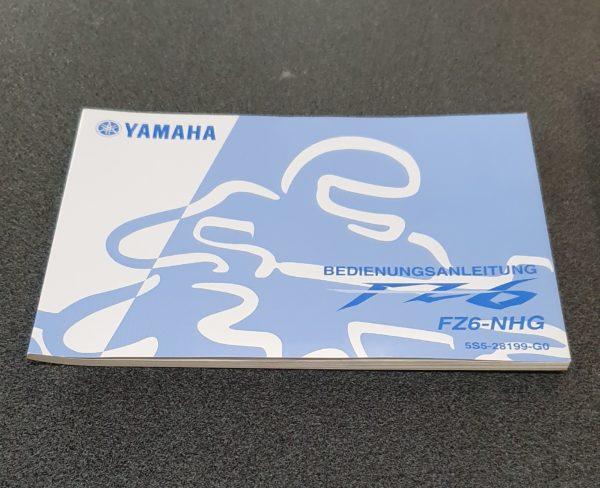 YAMAHA
BEDIENUNGSANLEITUNG
FZ6
FZ6-NHG
5S5-28199-G0